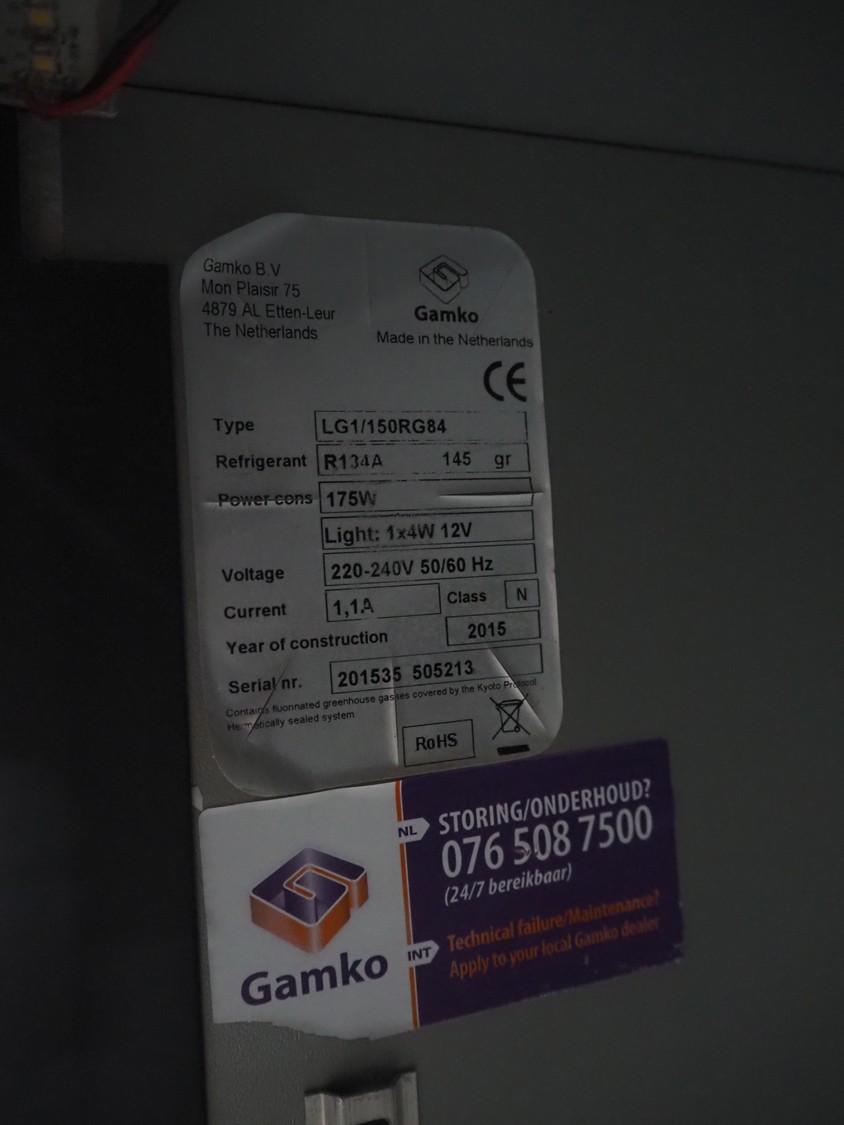 Gamko B.V
Mon Plaisir 75
4879 AL Etten-Leur
The Netherlands
Gamko
Made in the Netherlands
CE
Type LG1/150RG84
Refrigerant R134A 145 gr
Power cons 175W
Light: 1x4W 12V
Voltage 220-240V 50/60 Hz
Current 1,1A Class N
Year of construction 2015
Serial nr. 201535 505213
Contains fluorinated greenhouse gasses covered by the Kyoto Protocol
Hermetically sealed system
RoHS
Gamko
NL STORING/ONDERHOUD?
076 508 7500
(24/7 bereikbaar)
INT Technical failure/Maintenance?
Apply to your local Gamko dealer